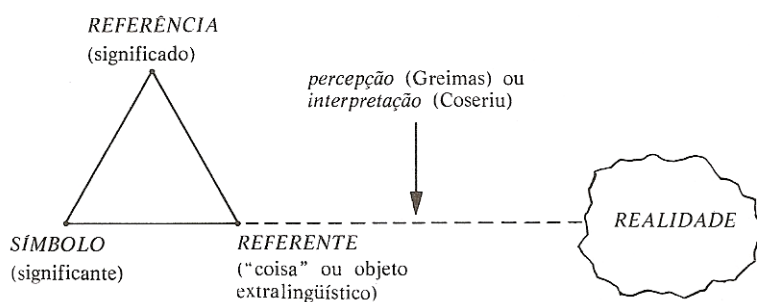 REFERÊNCIA
(significado)
percepção (Greimas) ou
interpretação (Coseriu)
REALIDADE
SÍMBOLO
(significante)
REFERENTE
("coisa" ou objeto
extralingüístico)